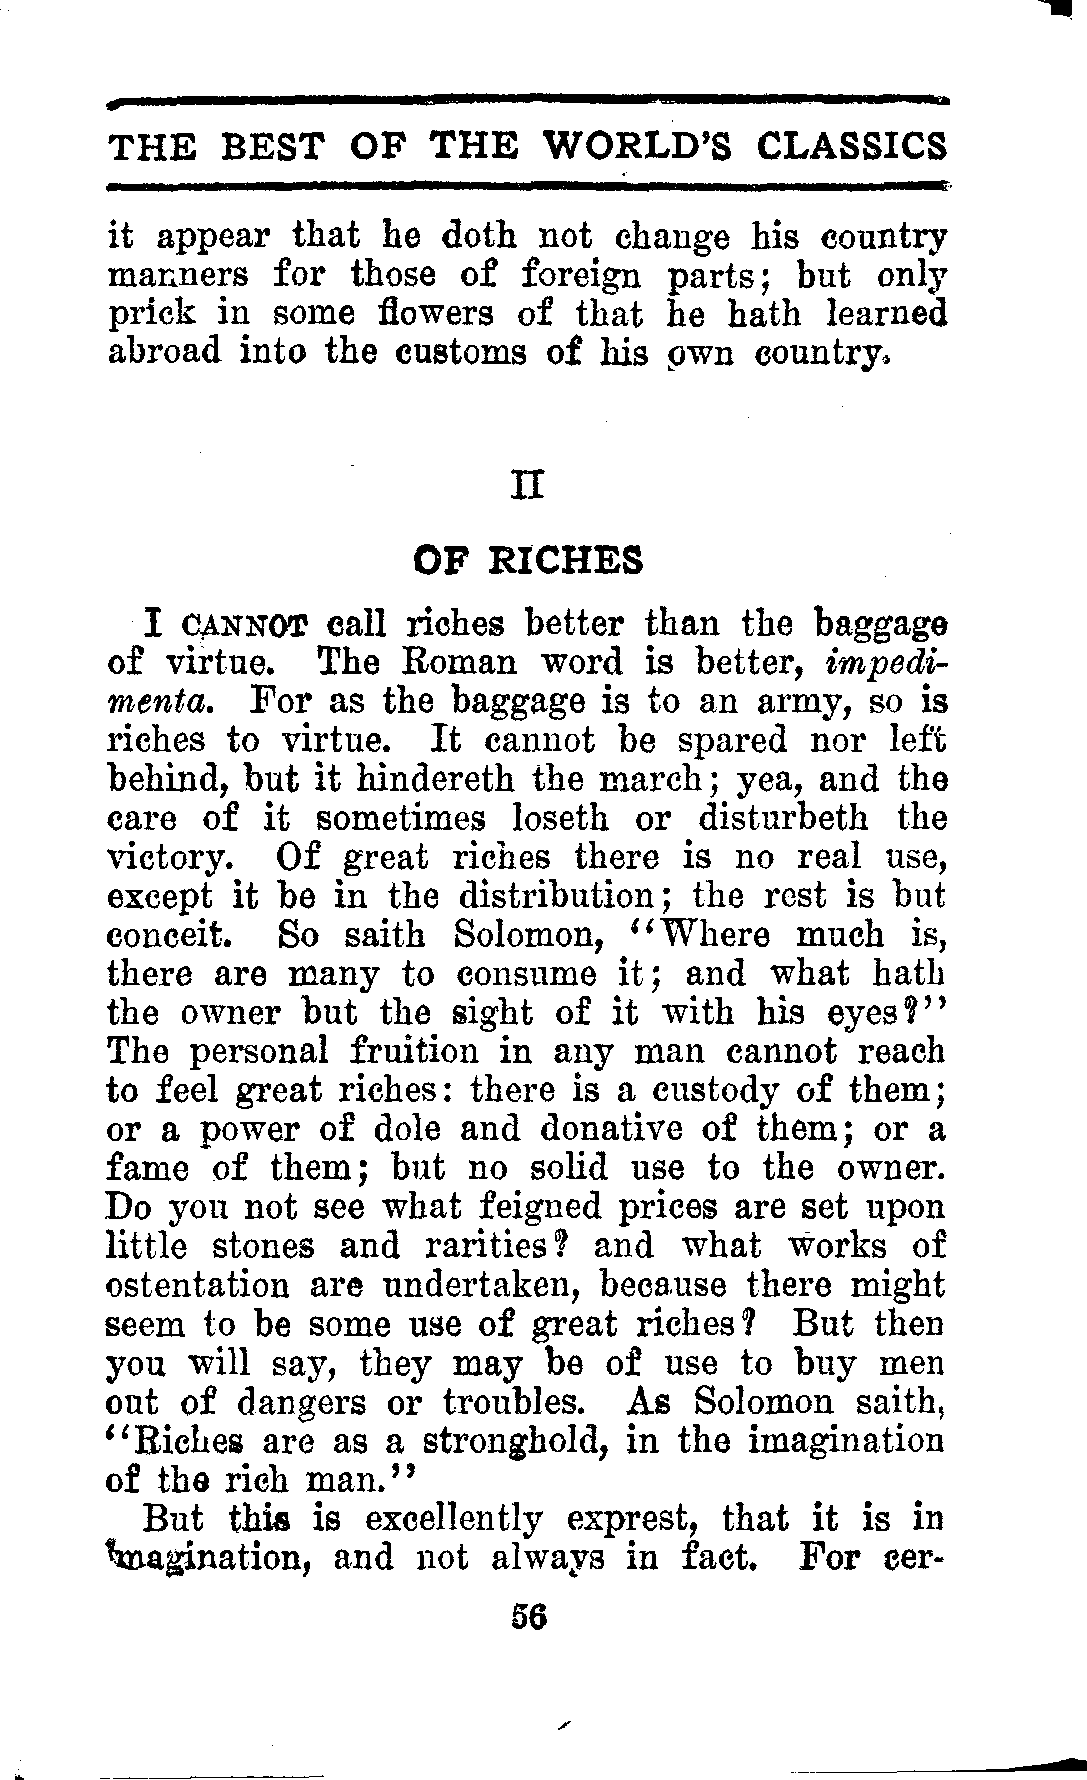 THE BEST OF THE WORLD'S CLASSICS
it appear that he doth not change his country
manners for those of foreign parts; but only
prick in some flowers of that he hath learned
abroad into the customs of his own country.
II
OF RICHES
I CANNOT call riches better than the baggage
of virtue. The Roman word is better, impedi-
menta. For as the baggage is to an army, so is
riches to virtue. It cannot be spared nor left
behind, but it hindereth the march; yea, and the
care of it sometimes loseth or disturbeth the
victory. Of great riches there is no real use,
except it be in the distribution; the rest is but
conceit. So saith Solomon, "Where much is,
there are many to consume it; and what hath
the owner but the sight of it with his eyes?"
The personal fruition in any man cannot reach
to feel great riches: there is a custody of them;
or a power of dole and donative of them; or a
fame of them; but no solid use to the owner.
Do you not see what feigned prices are set upon
little stones and rarities? and what works of
ostentation are undertaken, because there might
seem to be some use of great riches? But then
you will say, they may be of use to buy men
out of dangers or troubles. As Solomon saith,
"Riches are as a stronghold, in the imagination
of the rich man."
But this is excellently exprest, that it is in
imagination, and not always in fact. For cer-
56